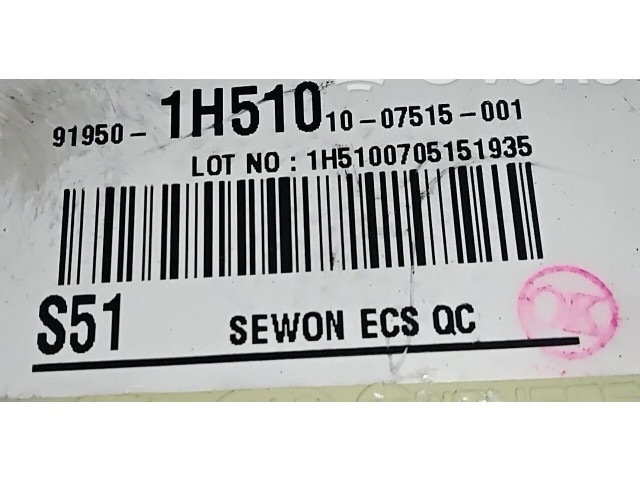 91950- 1H510 10-07515-001
LOT NO : 1H5100705151935
S51 SEWON ECS QC
OK